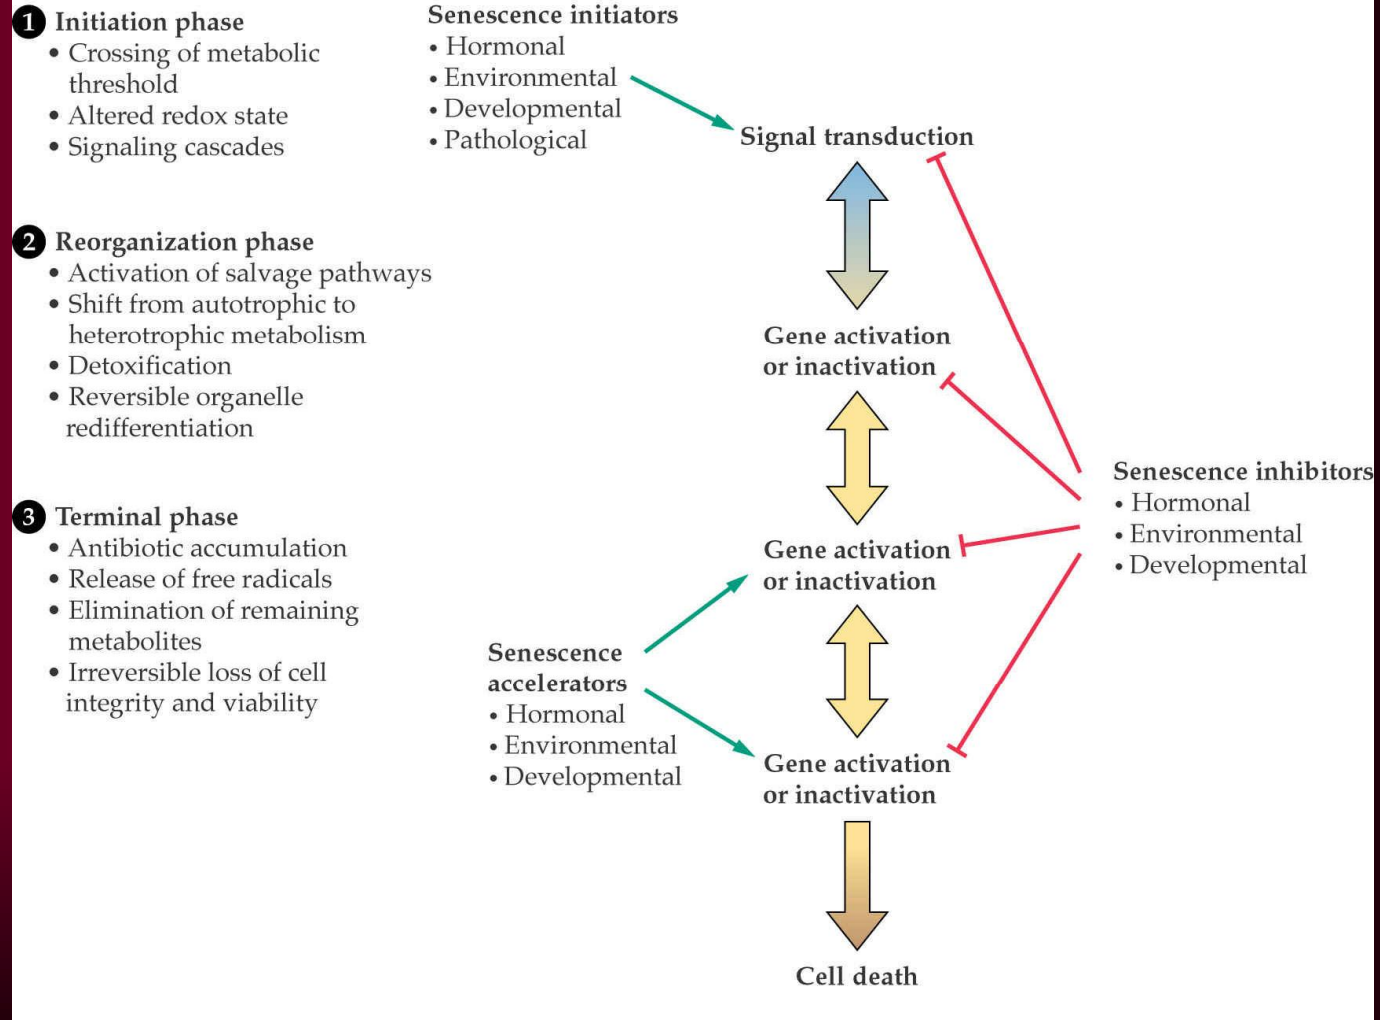 1 Initiation phase
• Crossing of metabolic
threshold
• Altered redox state
• Signaling cascades
Senescence initiators
• Hormonal
• Environmental
• Developmental
• Pathological
Signal transduction
2 Reorganization phase
• Activation of salvage pathways
• Shift from autotrophic to
heterotrophic metabolism
• Detoxification
• Reversible organelle
redifferentiation
Gene activation
or inactivation
3 Terminal phase
• Antibiotic accumulation
• Release of free radicals
• Elimination of remaining
metabolites
• Irreversible loss of cell
integrity and viability
Gene activation
or inactivation
Senescence inhibitors
• Hormonal
• Environmental
• Developmental
Senescence
accelerators
• Hormonal
• Environmental
• Developmental
Gene activation
or inactivation
Cell death